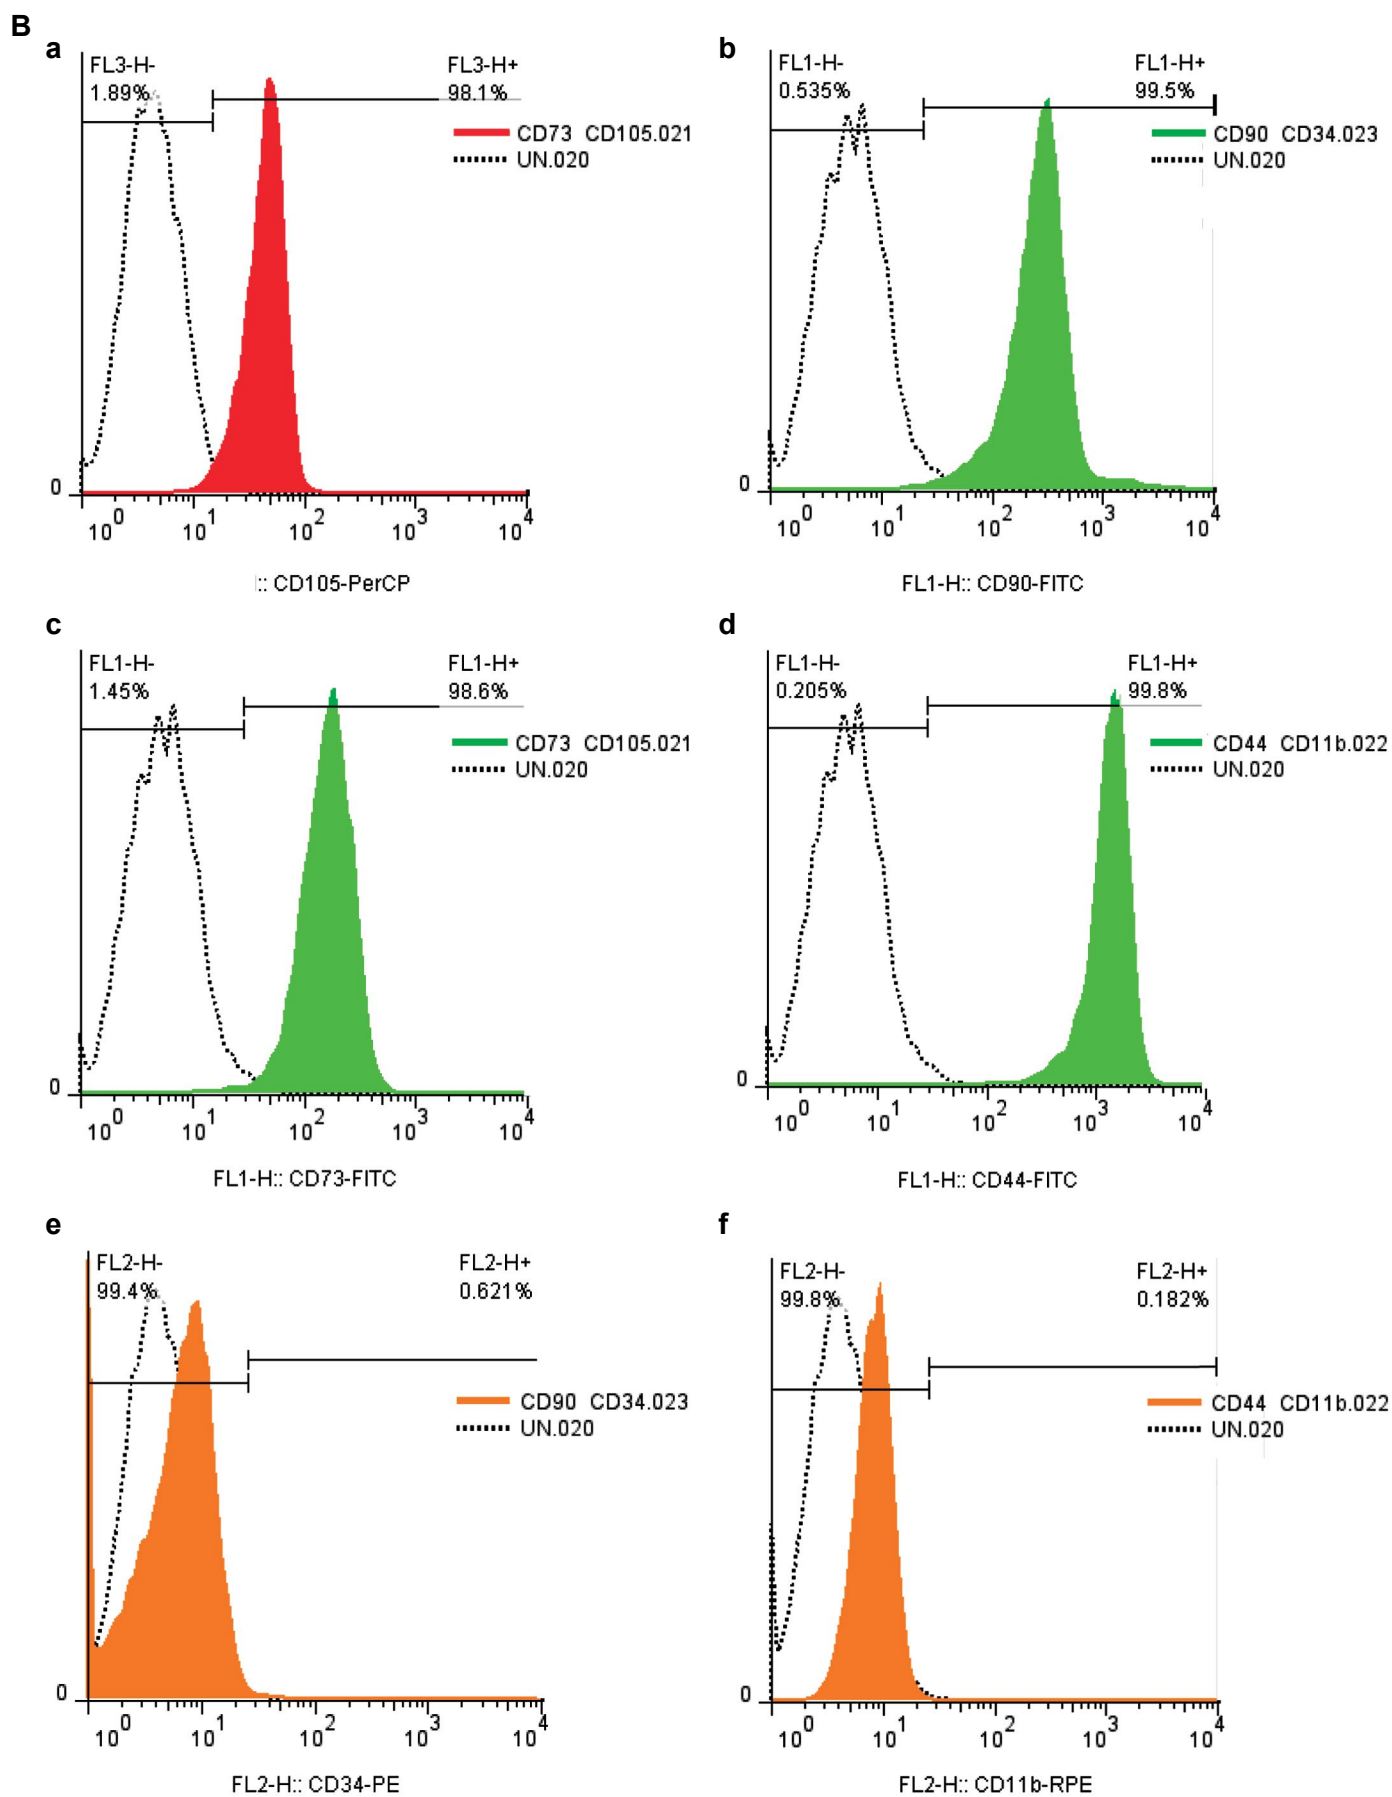 B
a
FL3-H- FL3-H+
1.89% 98.1%
CD73 CD105.021
UN.020
0
10^0 10^1 10^2 10^3 10^4
:: CD105-PerCP
b
FL1-H- FL1-H+
0.535% 99.5%
CD90 CD34.023
UN.020
0
10^0 10^1 10^2 10^3 10^4
FL1-H:: CD90-FITC
c
FL1-H- FL1-H+
1.45% 98.6%
CD73 CD105.021
UN.020
0
10^0 10^1 10^2 10^3 10^4
FL1-H:: CD73-FITC
d
FL1-H- FL1-H+
0.205% 99.8%
CD44 CD11b.022
UN.020
0
10^0 10^1 10^2 10^3 10^4
FL1-H:: CD44-FITC
e
FL2-H- FL2-H+
99.4% 0.621%
CD90 CD34.023
UN.020
0
10^0 10^1 10^2 10^3 10^4
FL2-H:: CD34-PE
f
FL2-H- FL2-H+
99.8% 0.182%
CD44 CD11b.022
UN.020
0
10^0 10^1 10^2 10^3 10^4
FL2-H:: CD11b-RPE